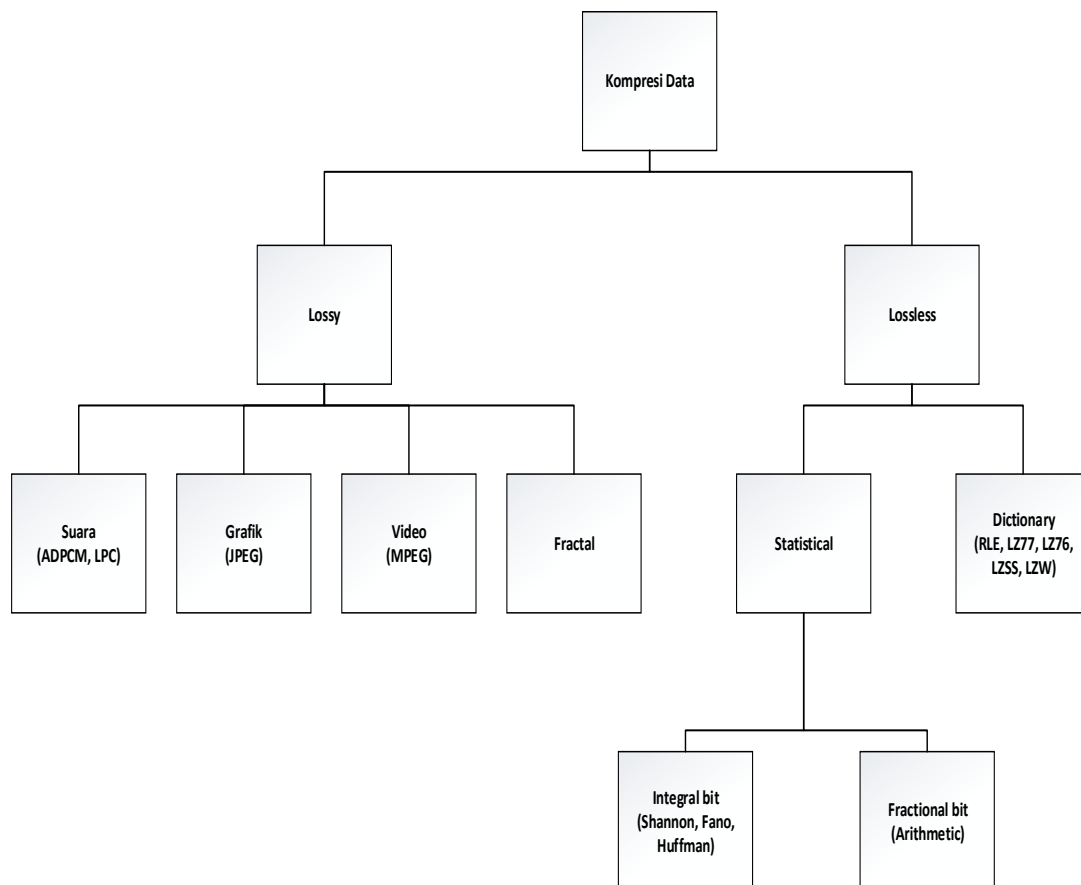 Kompresi Data
Lossy
Lossless
Suara
(ADPCM, LPC)
Grafik
(JPEG)
Video
(MPEG)
Fractal
Statistical
Dictionary
(RLE, LZ77, LZ76,
LZSS, LZW)
Integral bit
(Shannon, Fano,
Huffman)
Fractional bit
(Arithmetic)